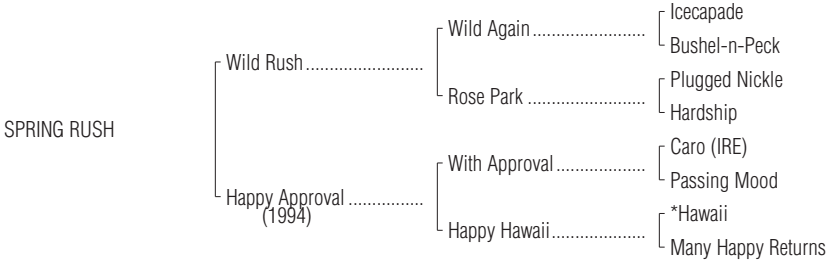 Icecapade
Wild Again
Bushel-n-Peck
Wild Rush
Plugged Nickle
Rose Park
Hardship
SPRING RUSH
Caro (IRE)
With Approval
Passing Mood
Happy Approval
(1994)
*Hawaii
Happy Hawaii
Many Happy Returns